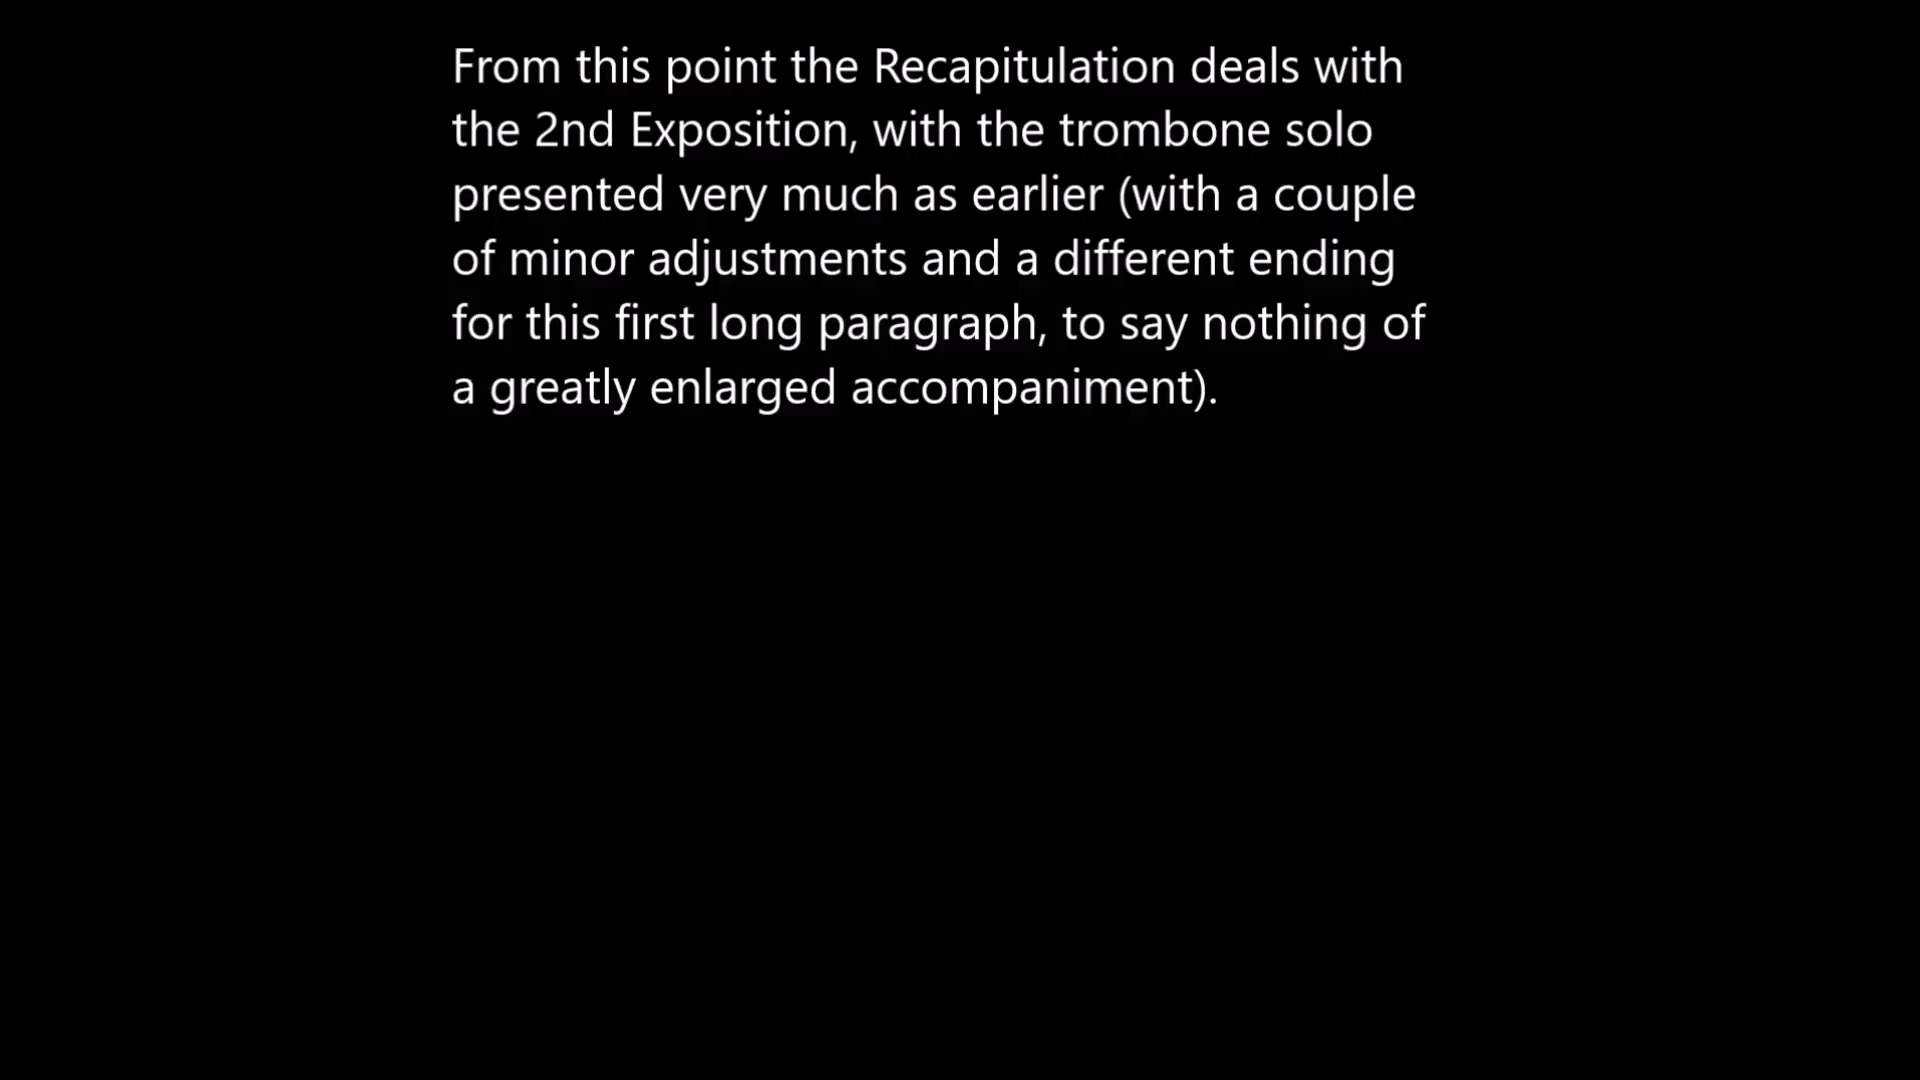 From this point the Recapitulation deals with
the 2nd Exposition, with the trombone solo
presented very much as earlier (with a couple
of minor adjustments and a different ending
for this first long paragraph, to say nothing of
a greatly enlarged accompaniment).